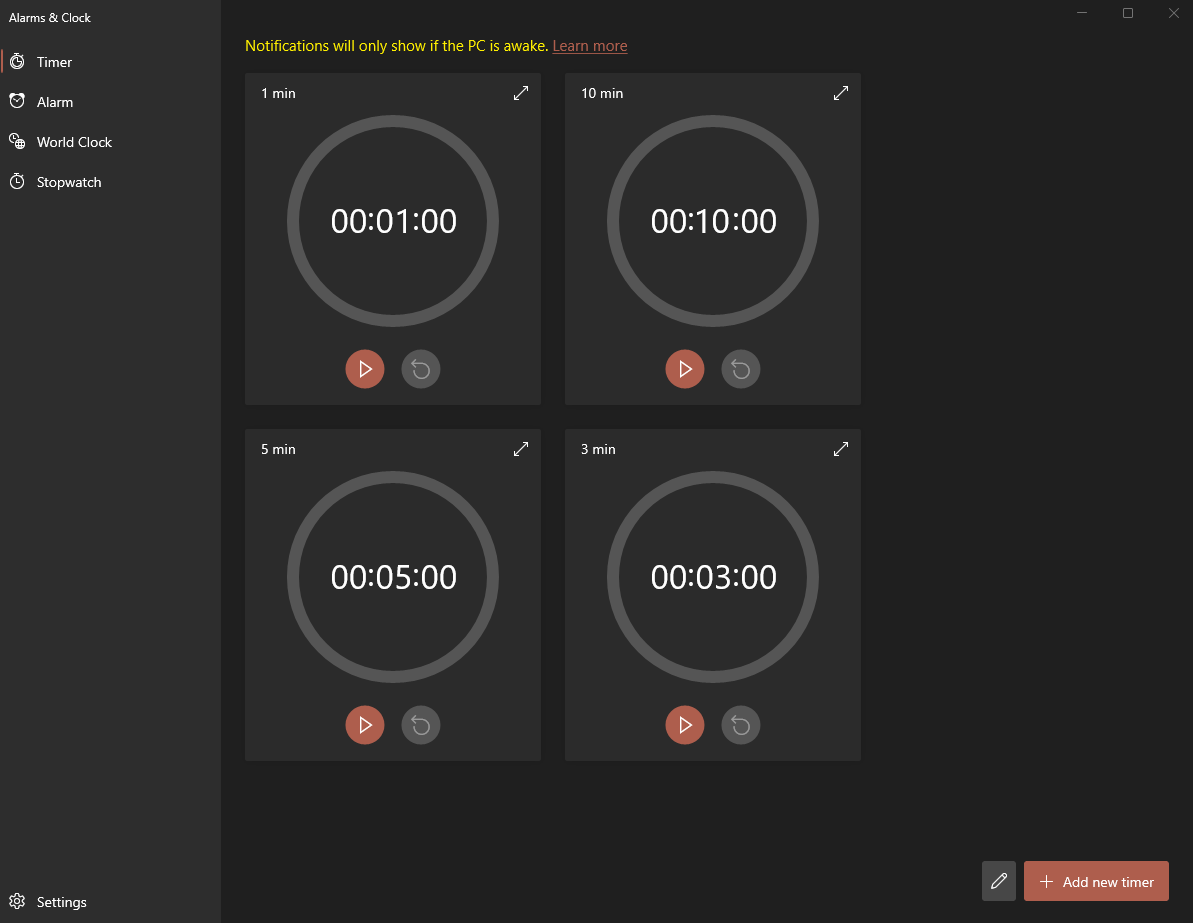 Alarms & Clock
Timer
Alarm
World Clock
Stopwatch
Settings
Notifications will only show if the PC is awake. Learn more
1 min
00:01:00
10 min
00:10:00
5 min
00:05:00
3 min
00:03:00
Add new timer